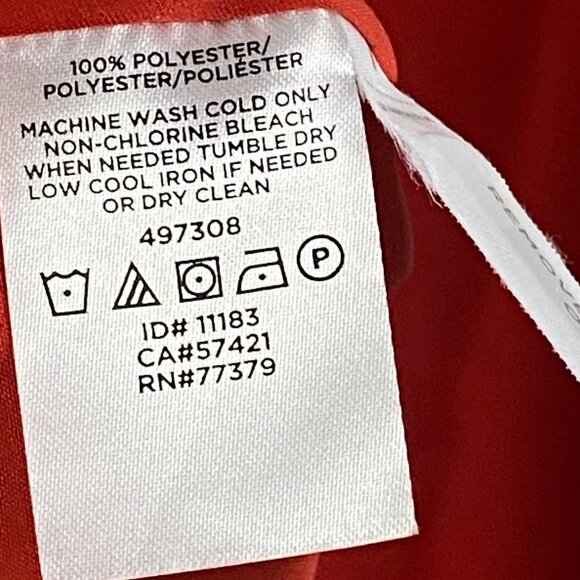 100% POLYESTER/
POLYESTER/POLIÉSTER
MACHINE WASH COLD ONLY
NON-CHLORINE BLEACH
WHEN NEEDED TUMBLE DRY
LOW COOL IRON IF NEEDED
OR DRY CLEAN
497308
P
ID# 11183
CA#57421
RN#77379